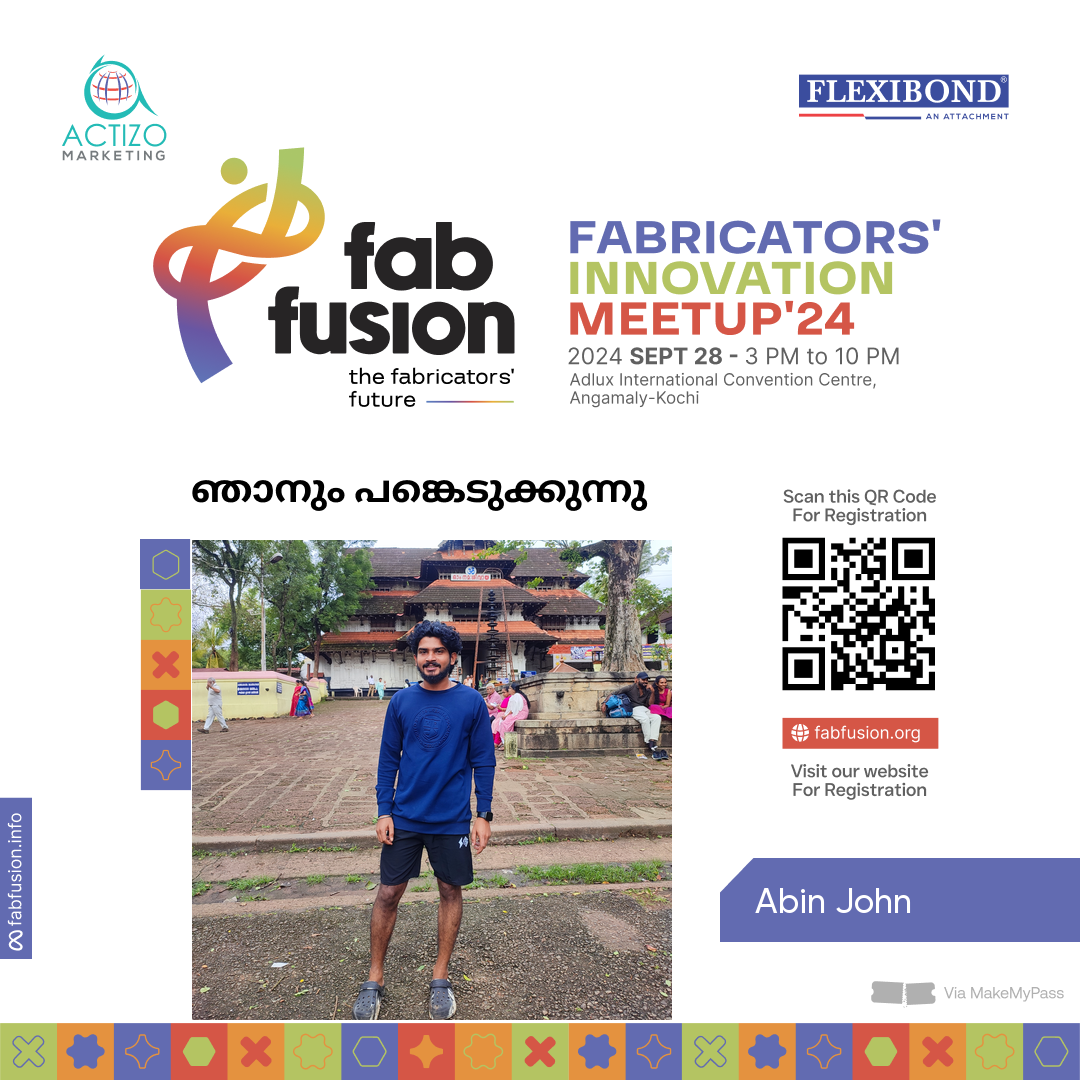 ACTIZO
MARKETING
FLEXIBOND®
AN ATTACHMENT
fab
fusion
the fabricators'
future
FABRICATORS'
INNOVATION
MEETUP'24
2024 SEPT 28 - 3 PM to 10 PM
Adlux International Convention Centre,
Angamaly-Kochi
ഞാനും പങ്കെടുക്കുന്നു
Scan this QR Code
For Registration
fabfusion.org
Visit our website
For Registration
fabfusion.info
Abin John
Via MakeMyPass